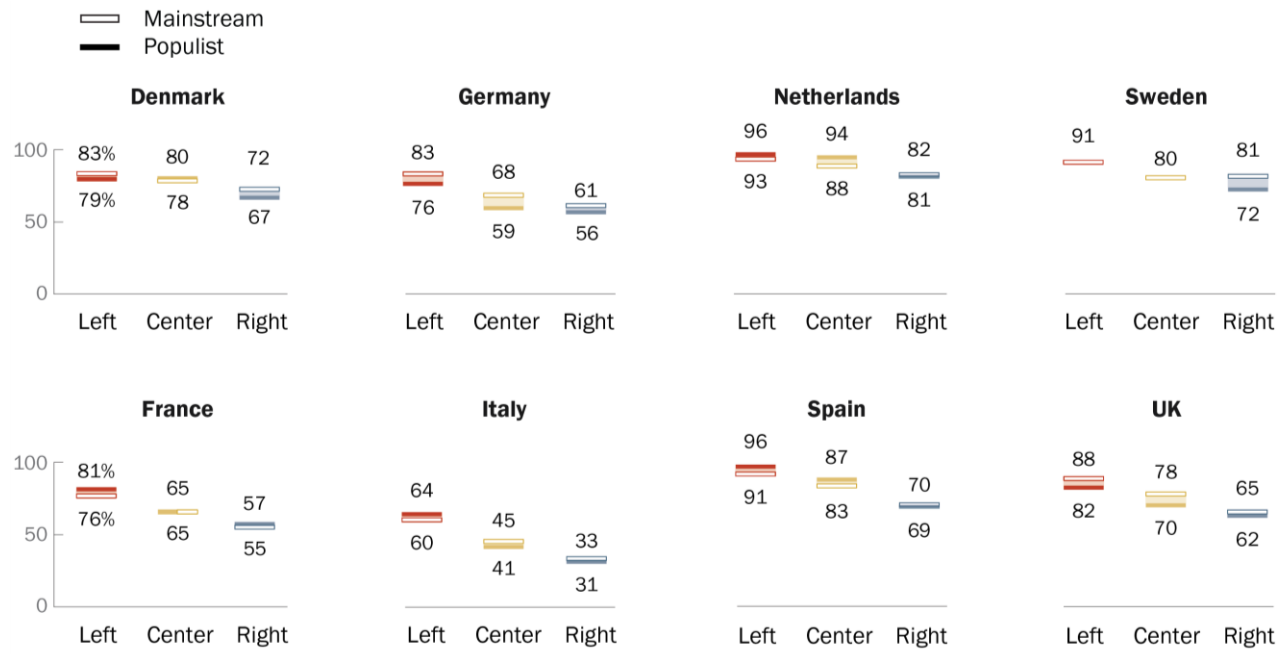 Mainstream
Populist
Denmark Germany Netherlands Sweden
100 83% 80 72 83 68 61 96 94 82 91 80 81
50 79% 78 67 76 59 56 93 88 81 72
0
Left Center Right Left Center Right Left Center Right Left Center Right
France Italy Spain UK
100 81% 65 57 64 45 33 96 87 70 88 78 65
50 76% 65 55 60 41 31 91 83 69 82 70 62
0
Left Center Right Left Center Right Left Center Right Left Center Right